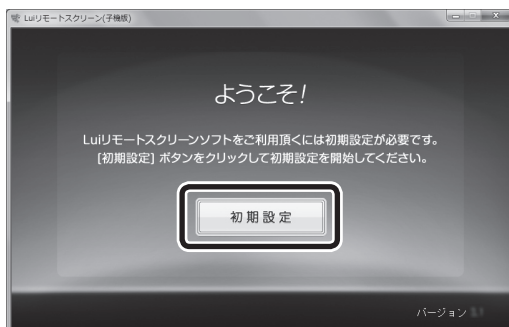 Luiリモートスクリーン(子機版)
ようこそ!
Luiリモートスクリーンソフトをご利用頂くには初期設定が必要です。
[初期設定] ボタンをクリックして初期設定を開始してください。
初期設定
バージョン